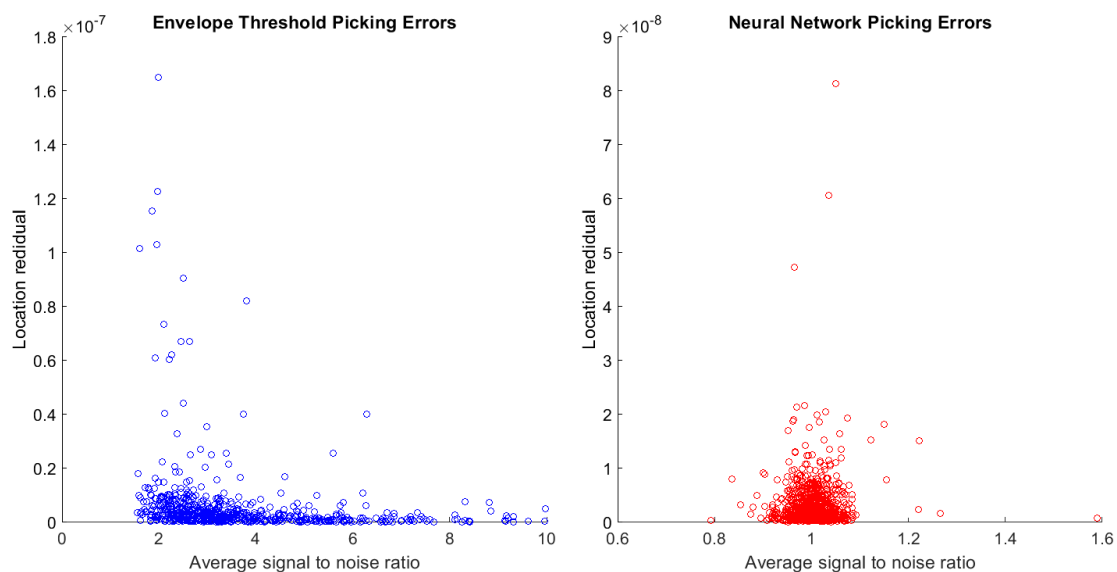 Envelope Threshold Picking Errors
×10^-7
1.8
1.6
1.4
1.2
1
0.8
0.6
0.4
0.2
0
Location redidual
0 2 4 6 8 10
Average signal to noise ratio
Neural Network Picking Errors
×10^-8
9
8
7
6
5
4
3
2
1
0
Location redidual
0.6 0.8 1 1.2 1.4 1.6
Average signal to noise ratio